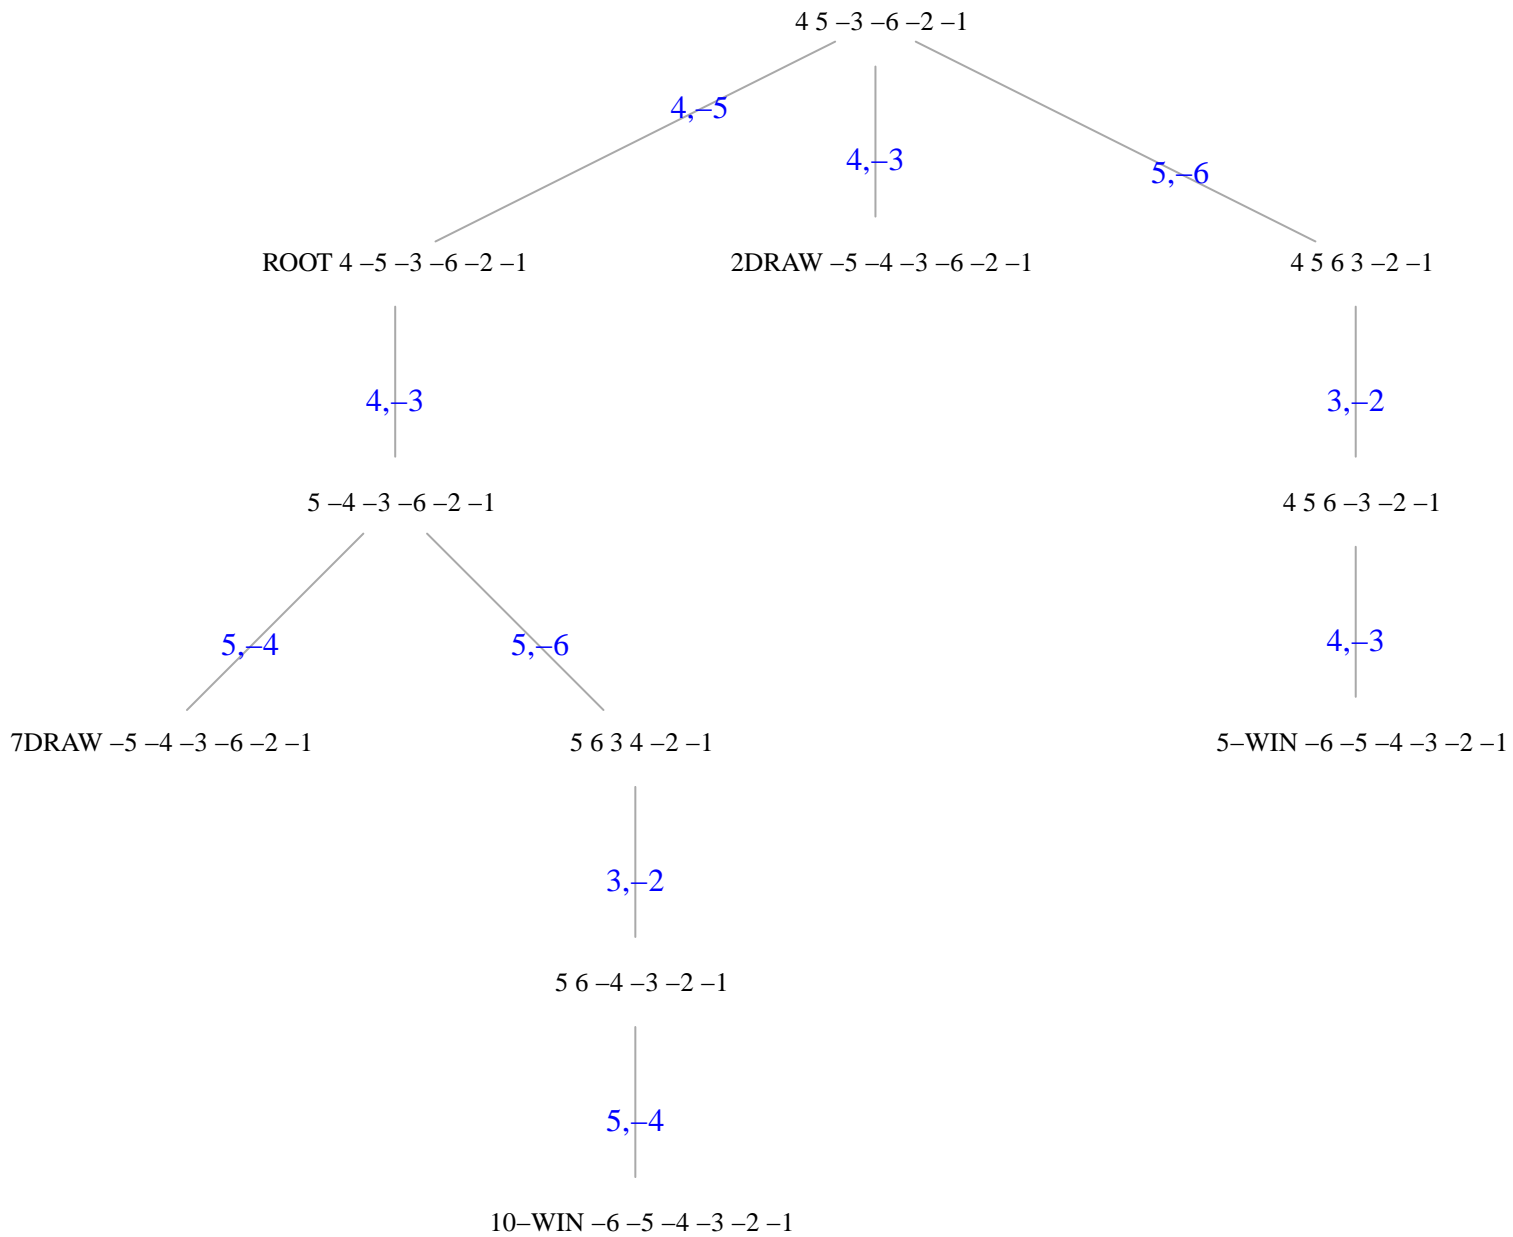 4 5 –3 –6 –2 –1
4,–5
4,–3
5,–6
ROOT 4 –5 –3 –6 –2 –1
2DRAW –5 –4 –3 –6 –2 –1
4 5 6 3 –2 –1
4,–3
3,–2
5 –4 –3 –6 –2 –1
4 5 6 –3 –2 –1
5,–4
5,–6
4,–3
7DRAW –5 –4 –3 –6 –2 –1
5 6 3 4 –2 –1
5–WIN –6 –5 –4 –3 –2 –1
3,–2
5 6 –4 –3 –2 –1
5,–4
10–WIN –6 –5 –4 –3 –2 –1